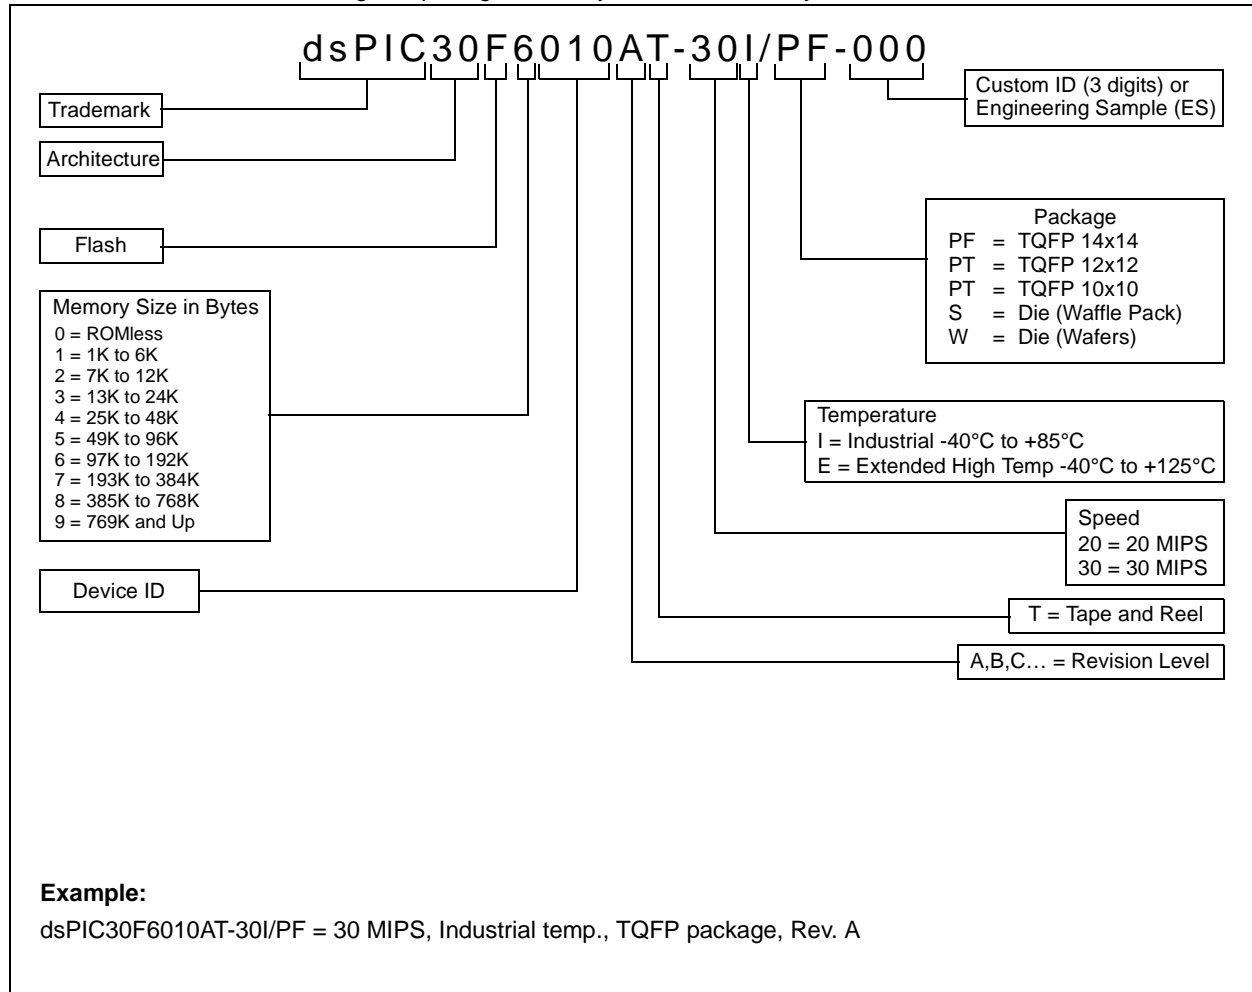 dsPIC30F6010AT-30I/PF-000
Trademark
Architecture
Flash
Memory Size in Bytes
0 = ROMless
1 = 1K to 6K
2 = 7K to 12K
3 = 13K to 24K
4 = 25K to 48K
5 = 49K to 96K
6 = 97K to 192K
7 = 193K to 384K
8 = 385K to 768K
9 = 769K and Up
Device ID
Custom ID (3 digits) or
Engineering Sample (ES)
Package
PF = TQFP 14x14
PT = TQFP 12x12
PT = TQFP 10x10
S = Die (Waffle Pack)
W = Die (Wafers)
Temperature
I = Industrial -40°C to +85°C
E = Extended High Temp -40°C to +125°C
Speed
20 = 20 MIPS
30 = 30 MIPS
T = Tape and Reel
A,B,C… = Revision Level
Example:
dsPIC30F6010AT-30I/PF = 30 MIPS, Industrial temp., TQFP package, Rev. A